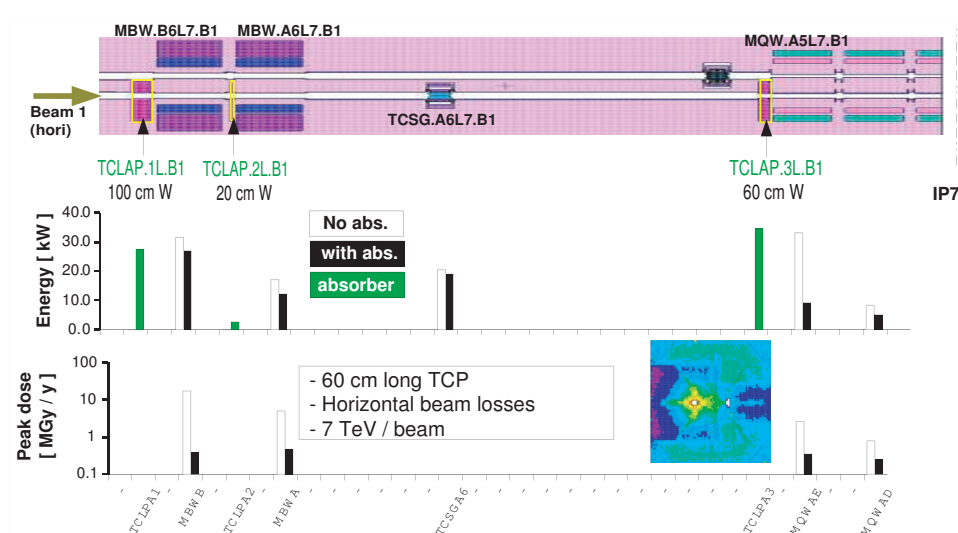 MBW.B6L7.B1 MBW.A6L7.B1
MQW.A5L7.B1
Beam 1
(hori)
TCSG.A6L7.B1
TCLAP.1L.B1 TCLAP.2L.B1 TCLAP.3L.B1
100 cm W 20 cm W 60 cm W IP7
Energy [ kW ]
40.0
30.0
20.0
10.0
0.0
No abs.
with abs.
absorber
Peak dose
[ MGy / y ]
100
10
1
0.1
- 60 cm long TCP
- Horizontal beam losses
- 7 TeV / beam
TCLPA1 - MBWB - TCLPA2 - MBWA - TCSGA6 - TCLPA3 - MQWAE - MQWAD